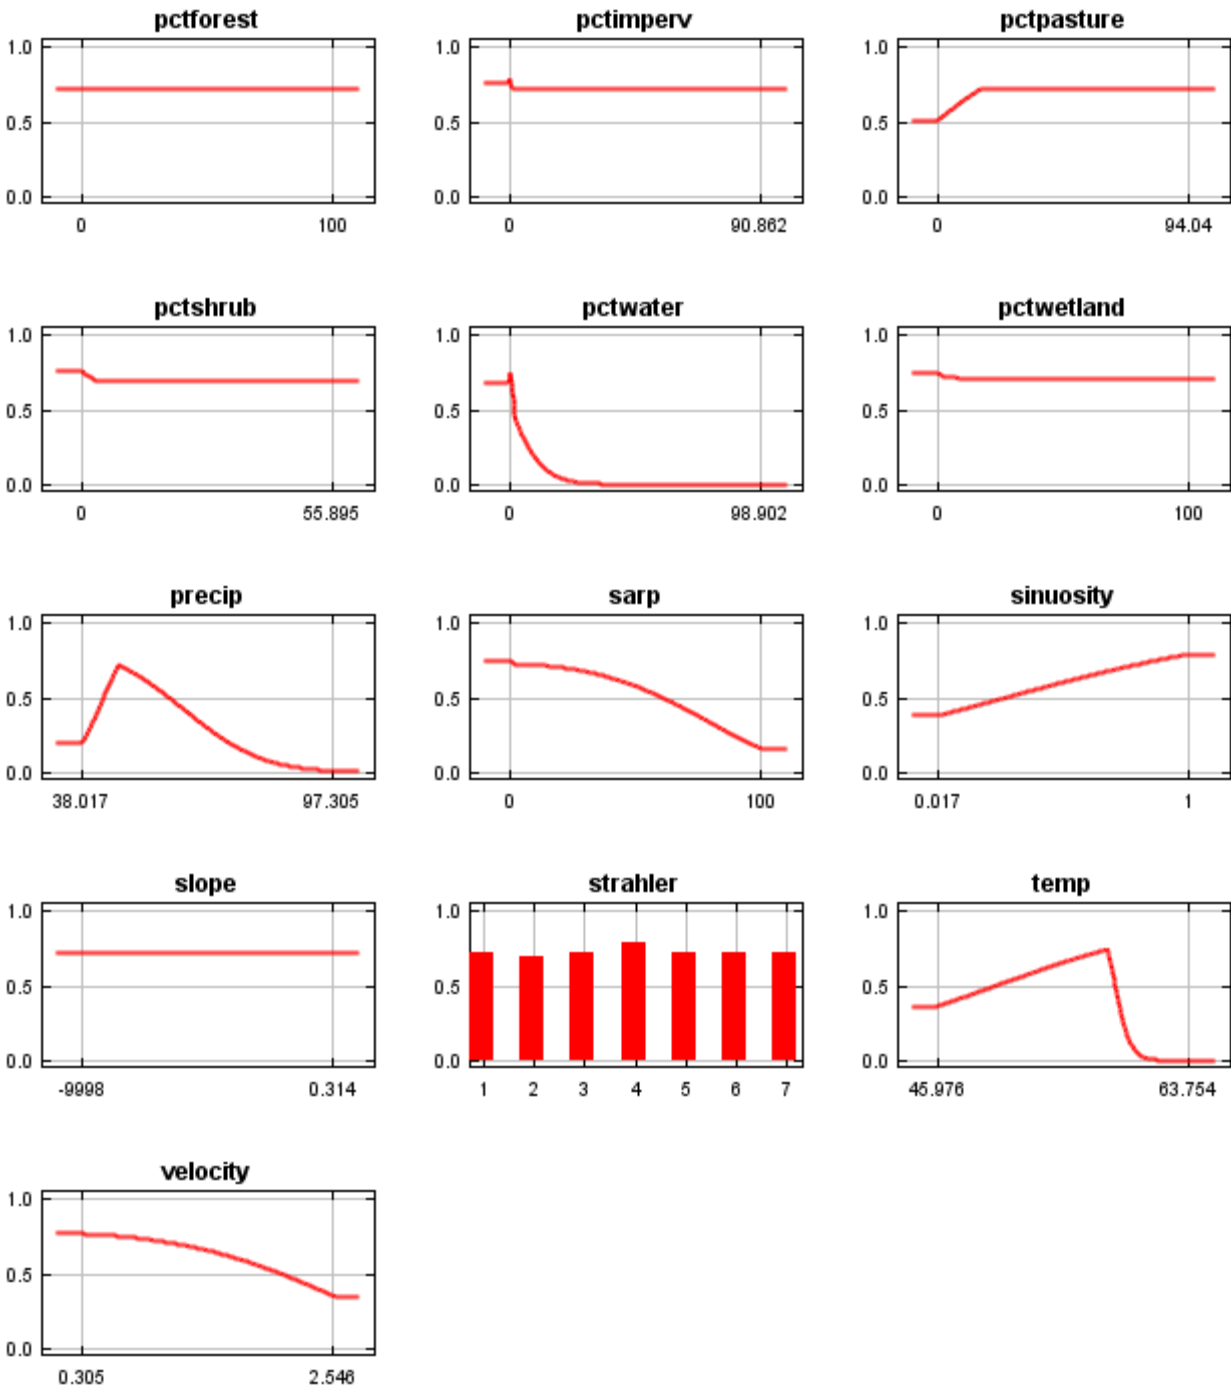 pctforest pctimperv pctpasture
1.0 1.0 1.0
0.5 0.5 0.5
0.0 0.0 0.0
0 100 0 90.862 0 94.04
pctshrub pctwater pctwetland
1.0 1.0 1.0
0.5 0.5 0.5
0.0 0.0 0.0
0 55.895 0 98.902 0 100
precip sarp sinuosity
1.0 1.0 1.0
0.5 0.5 0.5
0.0 0.0 0.0
38.017 97.305 0 100 0.017 1
slope strahler temp
1.0 1.0 1.0
0.5 0.5 0.5
0.0 0.0 0.0
-9998 0.314 1 2 3 4 5 6 7 45.976 63.754
velocity
1.0
0.5
0.0
0.305 2.546